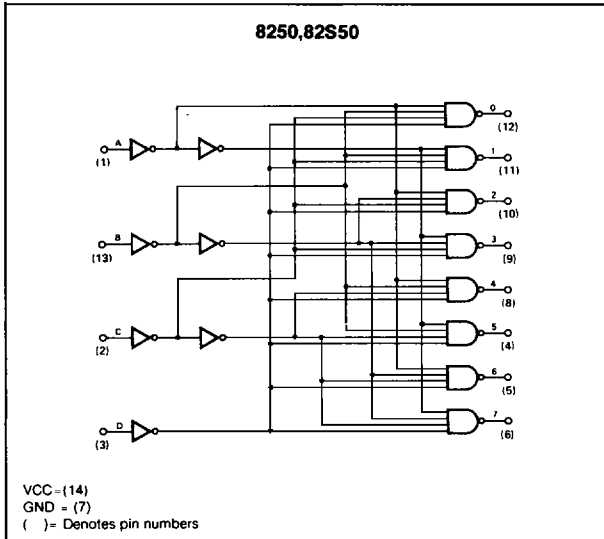 8250,82S50
0
(12)
A
(1)
1
(11)
2
(10)
B
(13)
3
(9)
4
(8)
C
(2)
5
(4)
6
(5)
D
(3)
7
(6)
VCC=(14)
GND = (7)
( )= Denotes pin numbers